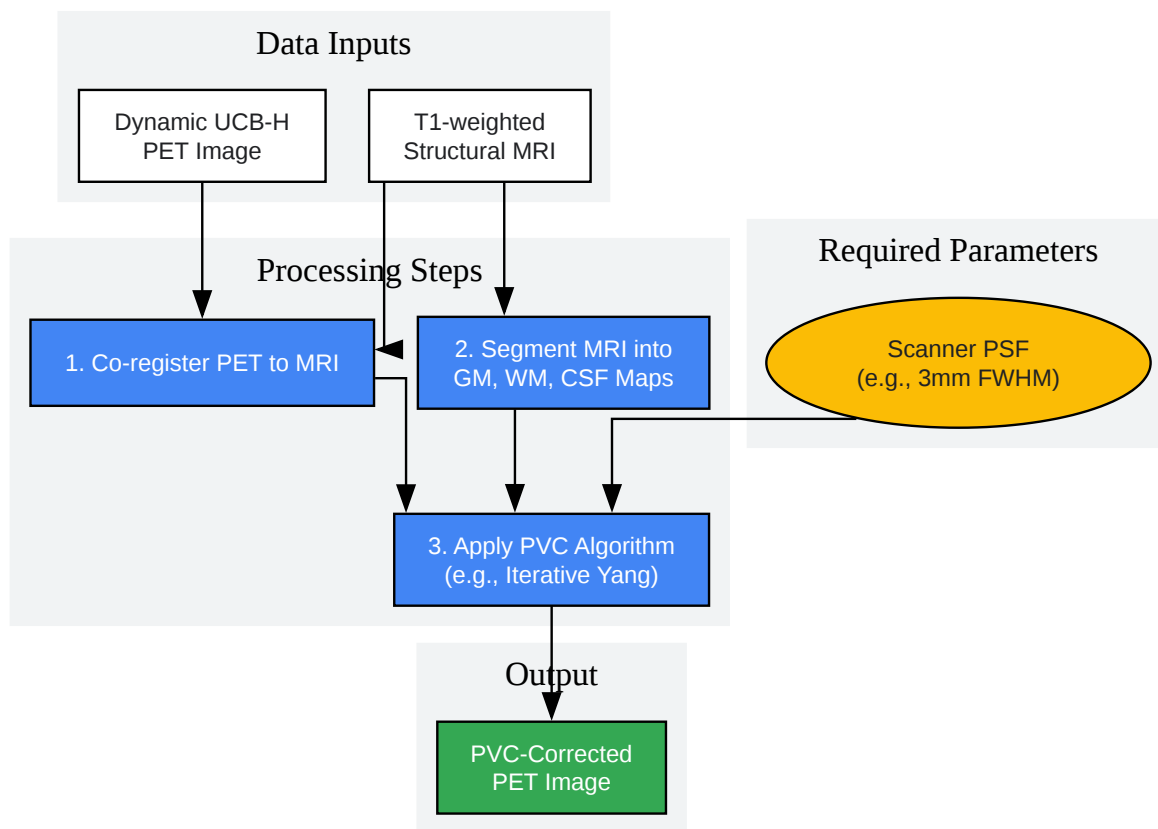 Data Inputs
Dynamic UCB-H
PET Image
T1-weighted
Structural MRI
Processing Steps
Required Parameters
1. Co-register PET to MRI
2. Segment MRI into
GM, WM, CSF Maps
Scanner PSF
(e.g., 3mm FWHM)
3. Apply PVC Algorithm
(e.g., Iterative Yang)
Output
PVC-Corrected
PET Image